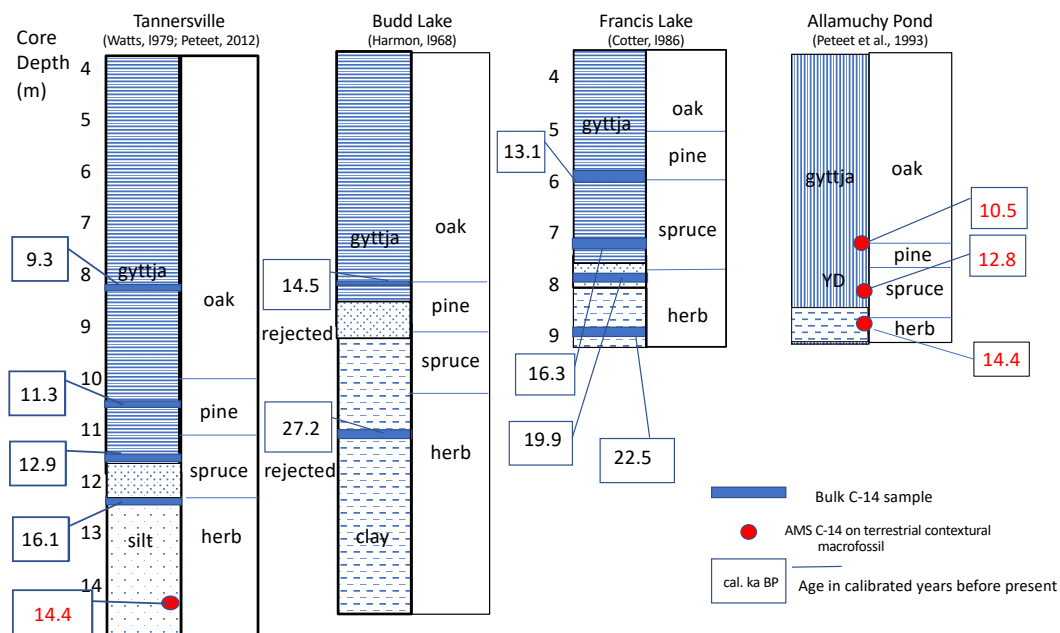 Tannersville
(Watts, l979; Peteet, 2012)
Budd Lake
(Harmon, l968)
Francis Lake
(Cotter, l986)
Allamuchy Pond
(Peteet et al., 1993)
Core
Depth
(m)
4
5
6
7
8
9
10
11
12
13
14
gyttja
silt
oak
pine
spruce
herb
9.3
11.3
12.9
16.1
14.4
gyttja
clay
oak
pine
spruce
herb
14.5
rejected
27.2
rejected
4
5
6
7
8
9
gyttja
oak
pine
spruce
herb
13.1
16.3
19.9
22.5
gyttja
YD
oak
pine
spruce
herb
10.5
12.8
14.4
Bulk C-14 sample
AMS C-14 on terrestrial contextural
macrofossil
cal. ka BP
Age in calibrated years before present